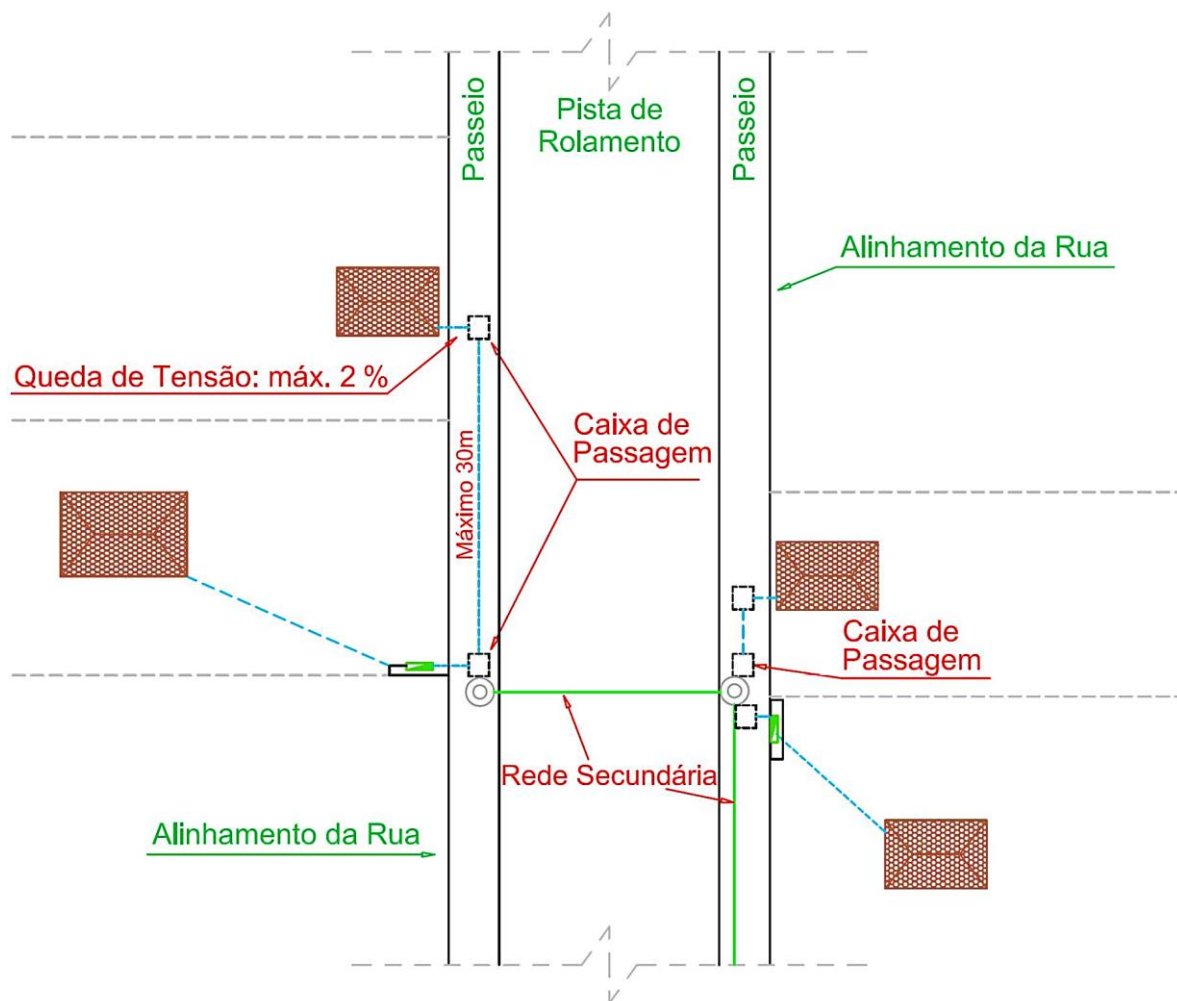 Passeio
Pista de
Rolamento
Passeio
Alinhamento da Rua
Queda de Tensão: máx. 2 %
Caixa de
Passagem
Máximo 30m
Caixa de
Passagem
Rede Secundária
Alinhamento da Rua